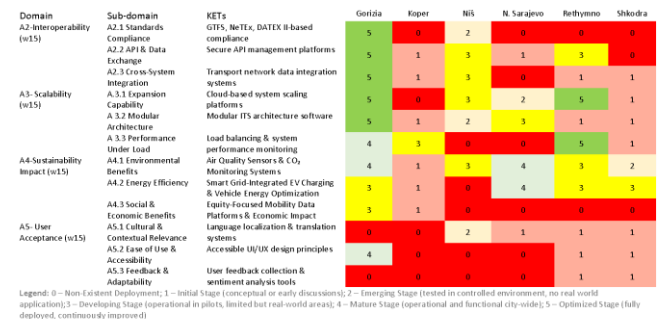 Domain Sub-domain KETs Gorizia Koper Niš N. Sarajevo Rethymno Shkodra
A2-Interoperability (w15) A2.1 Standards Compliance GTFS, NeTEx, DATEX II-based compliance 5 0 2 0 0 0
A2.2 API & Data Exchange Secure API management platforms 5 1 3 1 3 0
A2.3 Cross-System Integration Transport network data integration systems 5 1 3 0 1 1
A3- Scalability (w15) A.3.1 Expansion Capability Cloud-based system scaling platforms 5 0 3 2 5 1
A 3.2 Modular Architecture Modular ITS architecture software 5 1 2 3 1 1
A 3.3 Performance Under Load Load balancing & system performance monitoring 4 3 0 0 5 1
A4-Sustainability Impact (w15) A4.1 Environmental Benefits Air Quality Sensors & CO₂ Monitoring Systems 4 1 3 4 3 2
A4.2 Energy Efficiency Smart Grid-Integrated EV Charging & Vehicle Energy Optimization 3 1 0 4 3 3
A4.3 Social & Economic Benefits Equity-Focused Mobility Data Platforms & Economic Impact 3 1 0 0 0 0
A5- User Acceptance (w15) A5.1 Cultural & Contextual Relevance Language localization & translation systems 0 0 2 1 1 1
A5.2 Ease of Use & Accessibility Accessible UI/UX design principles 4 0 0 0 1 1
A5.3 Feedback & Adaptability User feedback collection & sentiment analysis tools 0 0 0 0 1 1
Legend: 0 – Non-Existent Deployment; 1 – Initial Stage (conceptual or early discussions); 2 – Emerging Stage (tested in controlled environment, no real world
application);3 – Developing Stage (operational in pilots, limited but real-world areas); 4 – Mature Stage (operational and functional city-wide); 5 – Optimized Stage (fully
deployed, continuously improved)